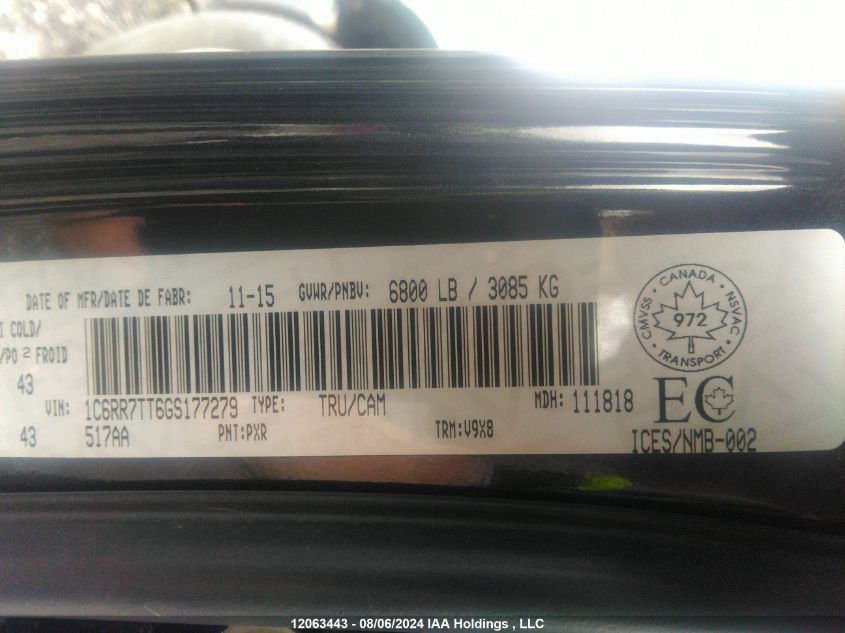 DATE OF MFR/DATE DE FABR: 11-15 GVWR/PNBV: 6800 LB / 3085 KG
I COLD/
/PO 2 FROID
43
VIN: 1C6RR7TT6GS177279 TYPE: TRU/CAM MDH: 111818
43 517AA PNT:PXR TRM:V9X8
CMVSS CANADA NSVAC
972
TRANSPORT
EC
ICES/NMB-002
12063443 - 08/06/2024 IAA Holdings , LLC